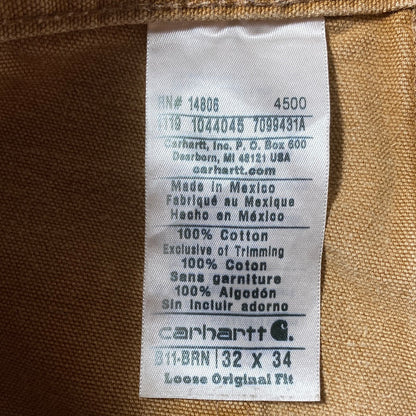 RN# 14806 4500
4119 1044045 7099431A
Carhartt, Inc. P.O. Box 600
Dearborn, MI 48121 USA
carhartt.com
Made in Mexico
Fabriqué au Mexique
Hecho en México
100% Cotton
Exclusive of Trimming
100% Coton
Sans garniture
100% Algodón
Sin incluir adorno
carhartt
B11-BRN 32 X 34
Loose Original Fit